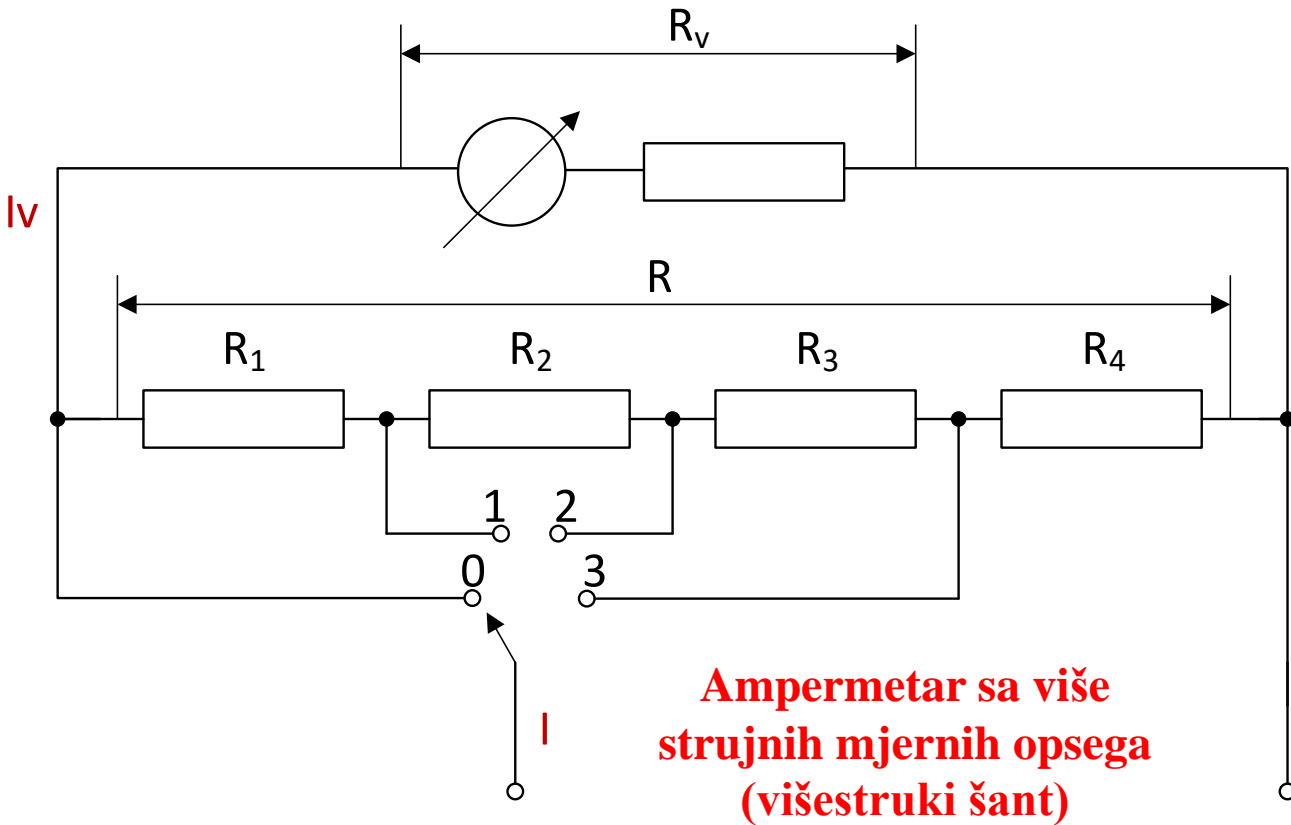 Rv
Iv
R
R1 R2 R3 R4
1 2
0 3
I
Ampermetar sa više
strujnih mjernih opsega
(višestruki šant)